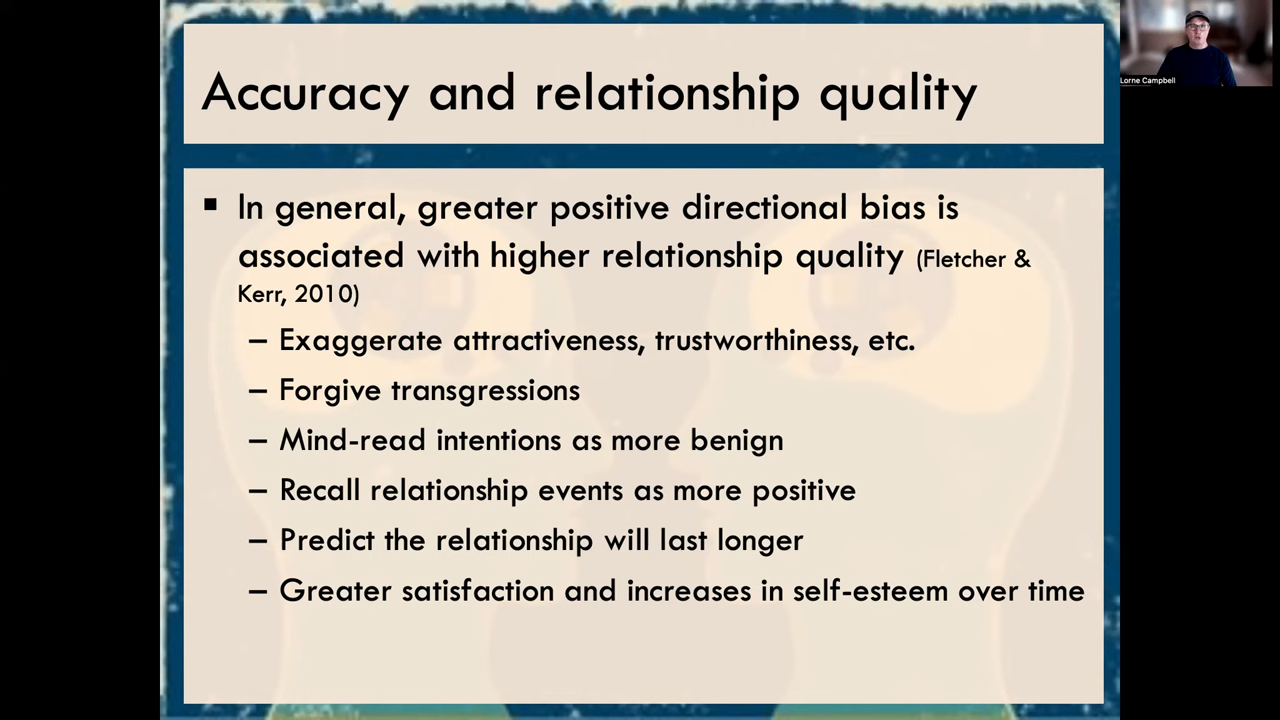 Accuracy and relationship quality
▪ In general, greater positive directional bias is
associated with higher relationship quality (Fletcher &
Kerr, 2010)
– Exaggerate attractiveness, trustworthiness, etc.
– Forgive transgressions
– Mind-read intentions as more benign
– Recall relationship events as more positive
– Predict the relationship will last longer
– Greater satisfaction and increases in self-esteem over time
Lorne Campbell